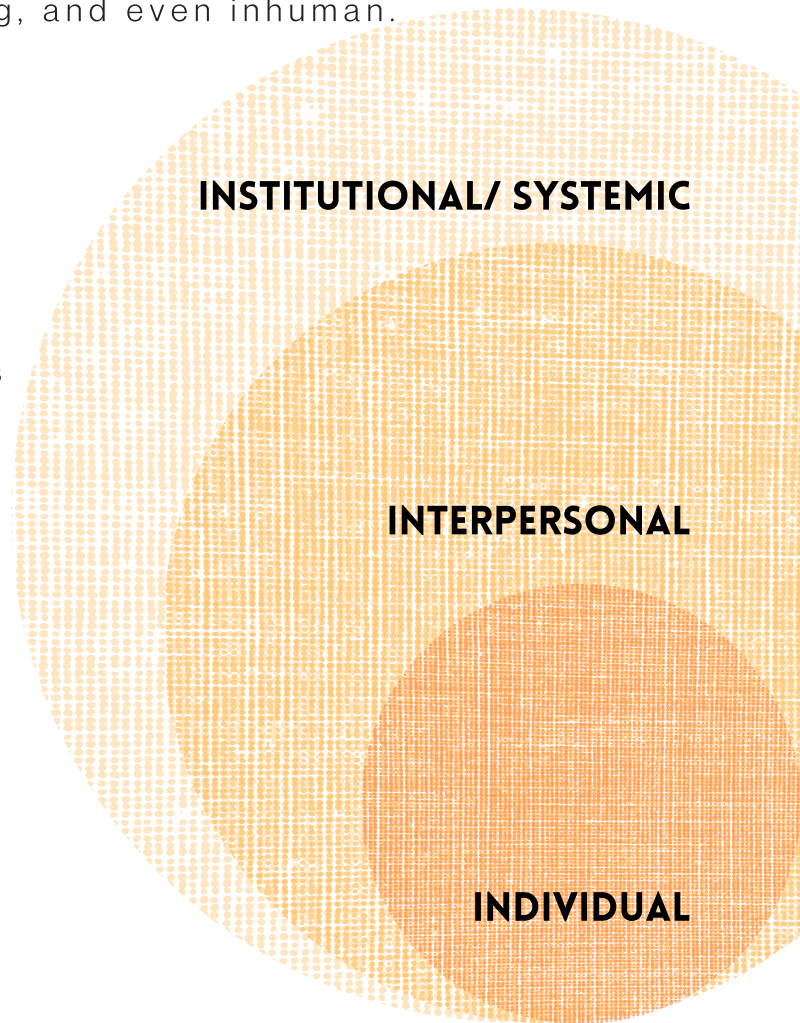 , and even inhuman.
INSTITUTIONAL/ SYSTEMIC
INTERPERSONAL
INDIVIDUAL